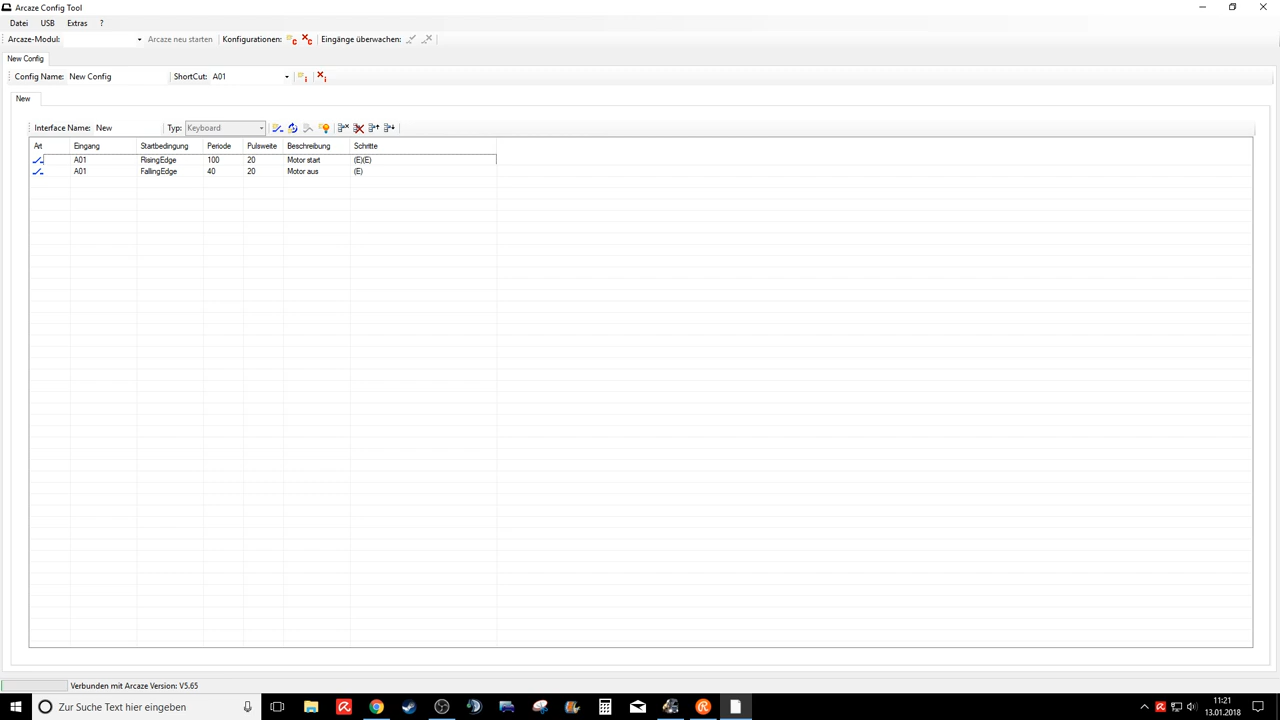 Arcaze Config Tool
Datei USB Extras ?
Arcaze-Modul: Arcaze neu starten Konfigurationen: Eingänge überwachen:
New Config
Config Name: New Config ShortCut: A01
New
Interface Name: New Typ: Keyboard
Art Eingang Startbedingung Periode Pulsweite Beschreibung Schritte
A01 RisingEdge 100 20 Motor start (E)(E)
A01 FallingEdge 40 20 Motor aus (E)
Verbunden mit Arcaze Version: V5.65
Zur Suche Text hier eingeben
11:21
13.01.2018